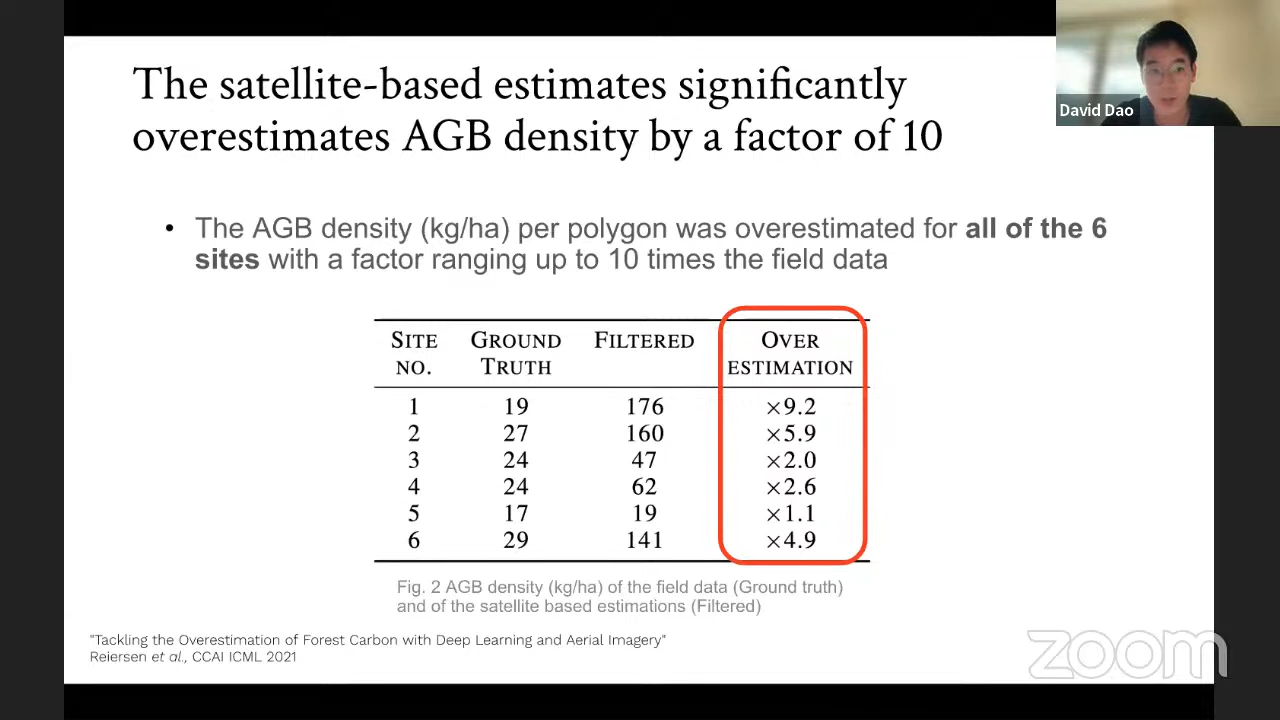 The satellite-based estimates significantly
overestimates AGB density by a factor of 10
David Dao
• The AGB density (kg/ha) per polygon was overestimated for all of the 6
sites with a factor ranging up to 10 times the field data
SITE NO. GROUND TRUTH FILTERED OVER ESTIMATION
1 19 176 ×9.2
2 27 160 ×5.9
3 24 47 ×2.0
4 24 62 ×2.6
5 17 19 ×1.1
6 29 141 ×4.9
Fig. 2 AGB density (kg/ha) of the field data (Ground truth)
and of the satellite based estimations (Filtered)
"Tackling the Overestimation of Forest Carbon with Deep Learning and Aerial Imagery"
Reiersen et al., CCAI ICML 2021
zoom